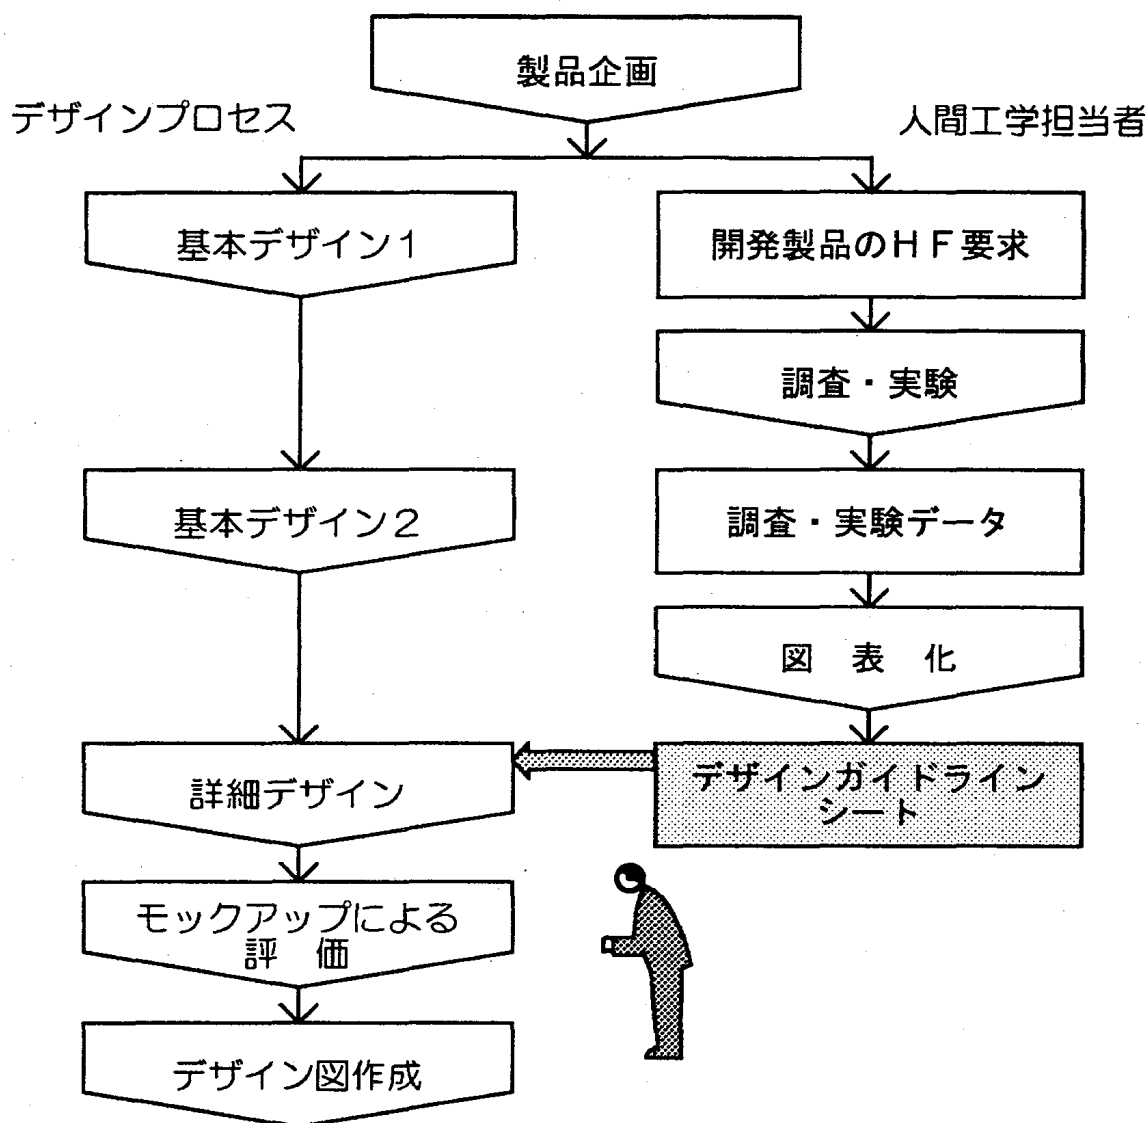 製品企画
デザインプロセス
人間工学担当者
基本デザイン1
開発製品のHF要求
調査・実験
基本デザイン2
調査・実験データ
図 表 化
詳細デザイン
デザインガイドライン
シート
モックアップによる
評 価
デザイン図作成